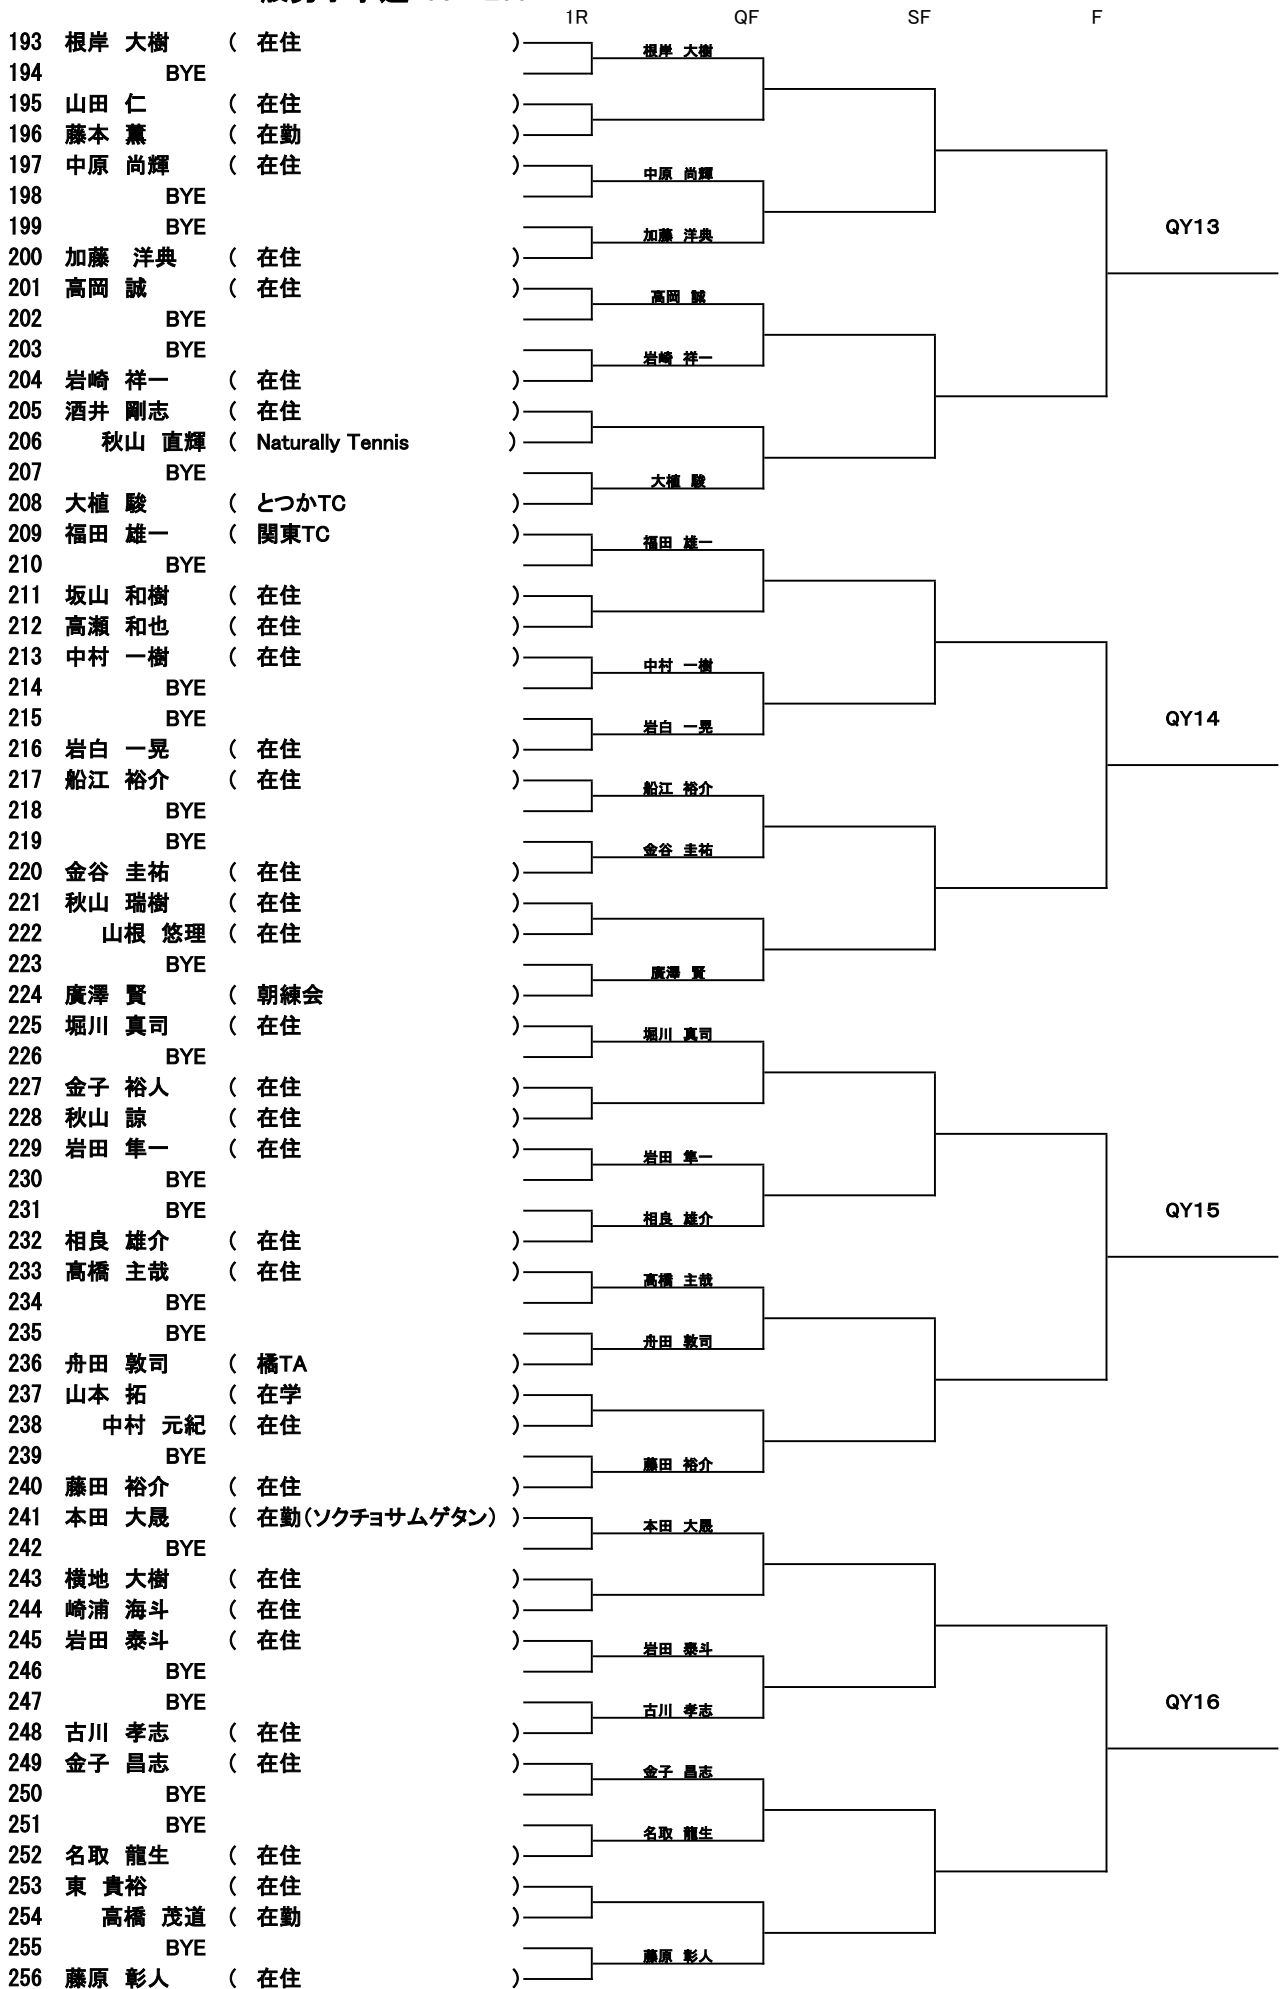 1R QF SF F
193 根岸 大樹 ( 在住 ) 根岸 大樹
194 BYE
195 山田 仁 ( 在住 )
196 藤本 薫 ( 在勤 )
197 中原 尚輝 ( 在住 ) 中原 尚輝
198 BYE
199 BYE 加藤 洋典 QY13
200 加藤 洋典 ( 在住 )
201 高岡 誠 ( 在住 ) 高岡 誠
202 BYE
203 BYE 岩崎 祥一
204 岩崎 祥一 ( 在住 )
205 酒井 剛志 ( 在住 )
206 秋山 直輝 ( Naturally Tennis )
207 BYE 大植 駿
208 大植 駿 ( とつかTC )
209 福田 雄一 ( 関東TC ) 福田 雄一
210 BYE
211 坂山 和樹 ( 在住 )
212 高瀬 和也 ( 在住 )
213 中村 一樹 ( 在住 ) 中村 一樹
214 BYE
215 BYE 岩白 一晃 QY14
216 岩白 一晃 ( 在住 )
217 船江 裕介 ( 在住 ) 船江 裕介
218 BYE
219 BYE 金谷 圭祐
220 金谷 圭祐 ( 在住 )
221 秋山 瑞樹 ( 在住 )
222 山根 悠理 ( 在住 )
223 BYE 廣澤 賢
224 廣澤 賢 ( 朝練会 )
225 堀川 真司 ( 在住 ) 堀川 真司
226 BYE
227 金子 裕人 ( 在住 )
228 秋山 諒 ( 在住 )
229 岩田 隼一 ( 在住 ) 岩田 隼一
230 BYE
231 BYE 相良 雄介 QY15
232 相良 雄介 ( 在住 )
233 髙橋 主哉 ( 在住 ) 髙橋 主哉
234 BYE
235 BYE 舟田 敦司
236 舟田 敦司 ( 橘TA )
237 山本 拓 ( 在学 )
238 中村 元紀 ( 在住 )
239 BYE 藤田 裕介
240 藤田 裕介 ( 在住 )
241 本田 大晟 ( 在勤(ソクチョサムゲタン) ) 本田 大晟
242 BYE
243 横地 大樹 ( 在住 )
244 崎浦 海斗 ( 在住 )
245 岩田 泰斗 ( 在住 ) 岩田 泰斗
246 BYE
247 BYE 古川 孝志 QY16
248 古川 孝志 ( 在住 )
249 金子 昌志 ( 在住 ) 金子 昌志
250 BYE
251 BYE 名取 龍生
252 名取 龍生 ( 在住 )
253 東 貴裕 ( 在住 )
254 高橋 茂道 ( 在勤 )
255 BYE 藤原 彰人
256 藤原 彰人 ( 在住 )